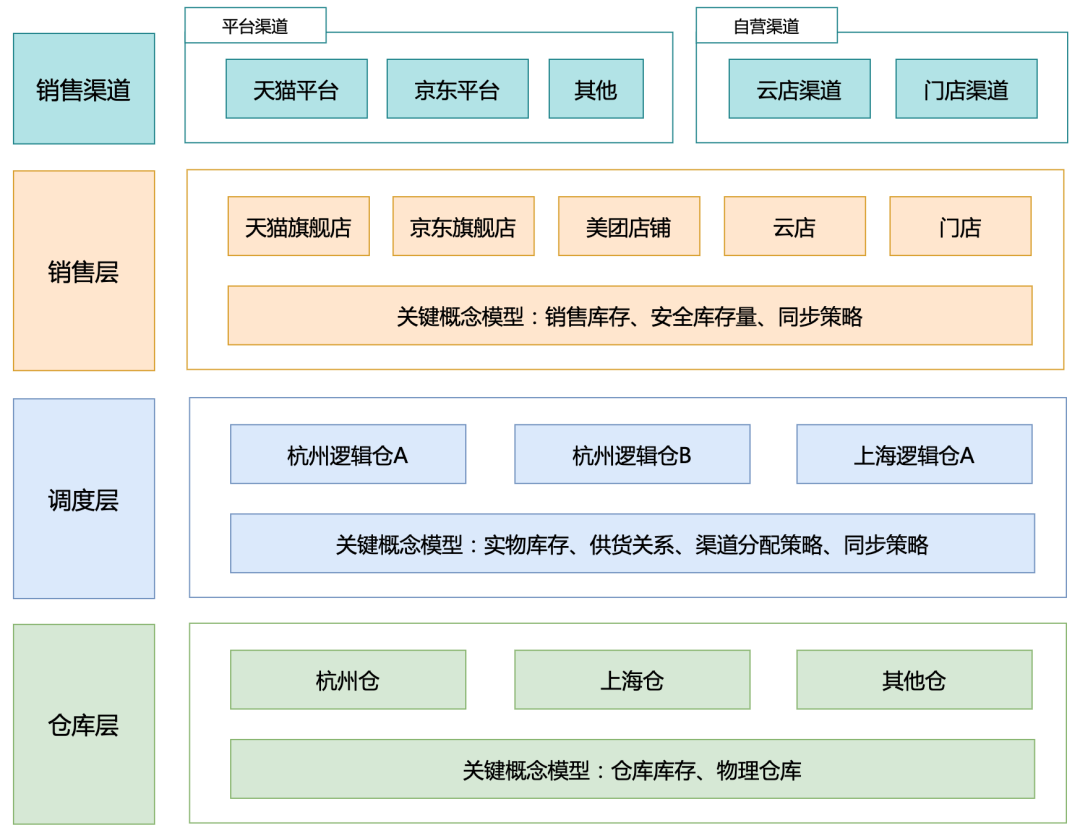 平台渠道
自营渠道
销售渠道
天猫平台
京东平台
其他
云店渠道
门店渠道
销售层
天猫旗舰店
京东旗舰店
美团店铺
云店
门店
关键概念模型：销售库存、安全库存量、同步策略
调度层
杭州逻辑仓A
杭州逻辑仓B
上海逻辑仓A
关键概念模型：实物库存、供货关系、渠道分配策略、同步策略
仓库层
杭州仓
上海仓
其他仓
关键概念模型：仓库库存、物理仓库